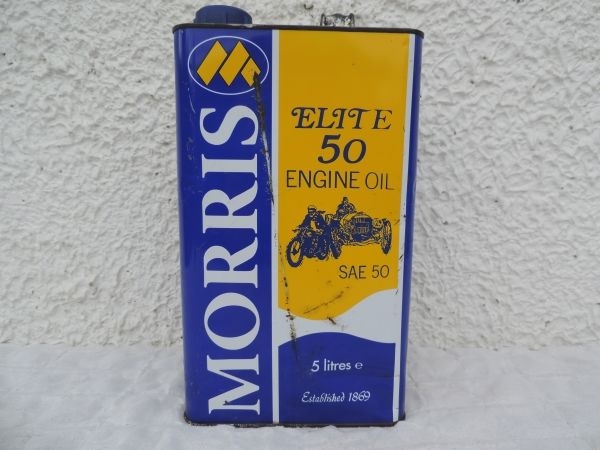 MORRIS
ELITE
50
ENGINE OIL
SAE 50
5 litres e
Established 1869